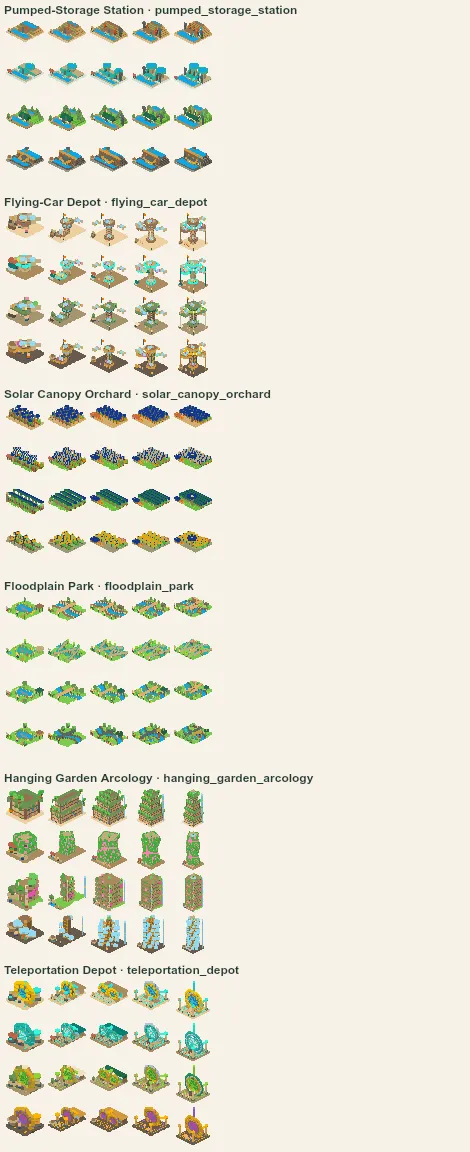 Pumped-Storage Station · pumped_storage_station
Flying-Car Depot · flying_car_depot
Solar Canopy Orchard · solar_canopy_orchard
Floodplain Park · floodplain_park
Hanging Garden Arcology · hanging_garden_arcology
Teleportation Depot · teleportation_depot